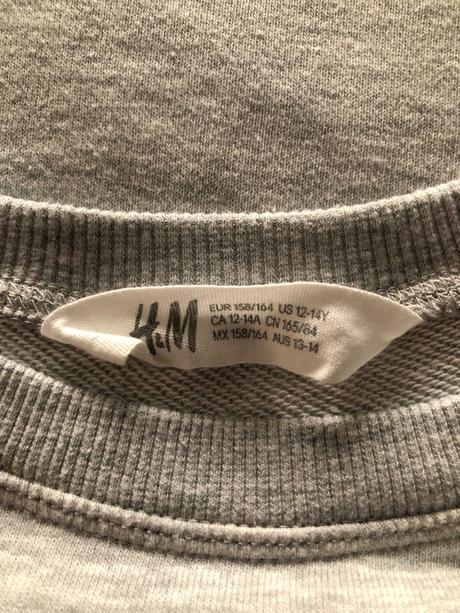 H&M
EUR 158/164 US 12-14Y
CA 12-14A CN 165/84
MX 158/164 AUS 13-14